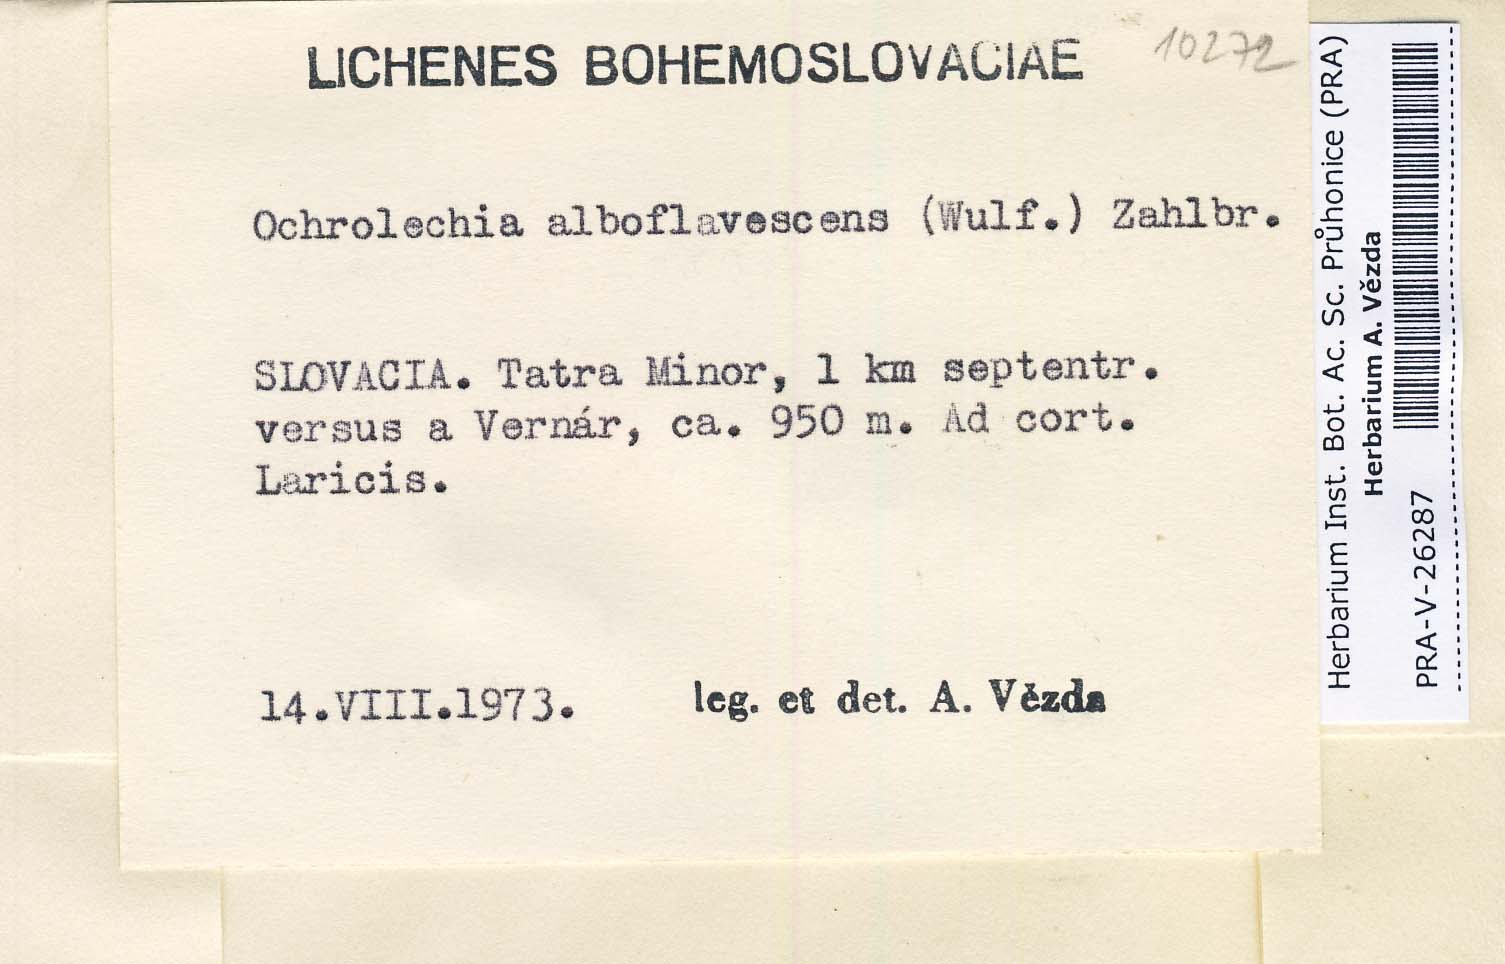 LICHENES BOHEMOSLOVACIAE
10272
Ochrolechia alboflavescens (Wulf.) Zahlbr.
SLOVACIA. Tatra Minor, 1 km septentr.
versus a Vernár, ca. 950 m. Ad cort.
Laricis.
14.VIII.1973.
leg. et det. A. Vězda
Herbarium Inst. Bot. Ac. Sc. Průhonice (PRA)
Herbarium A. Vězda
PRA-V-26287